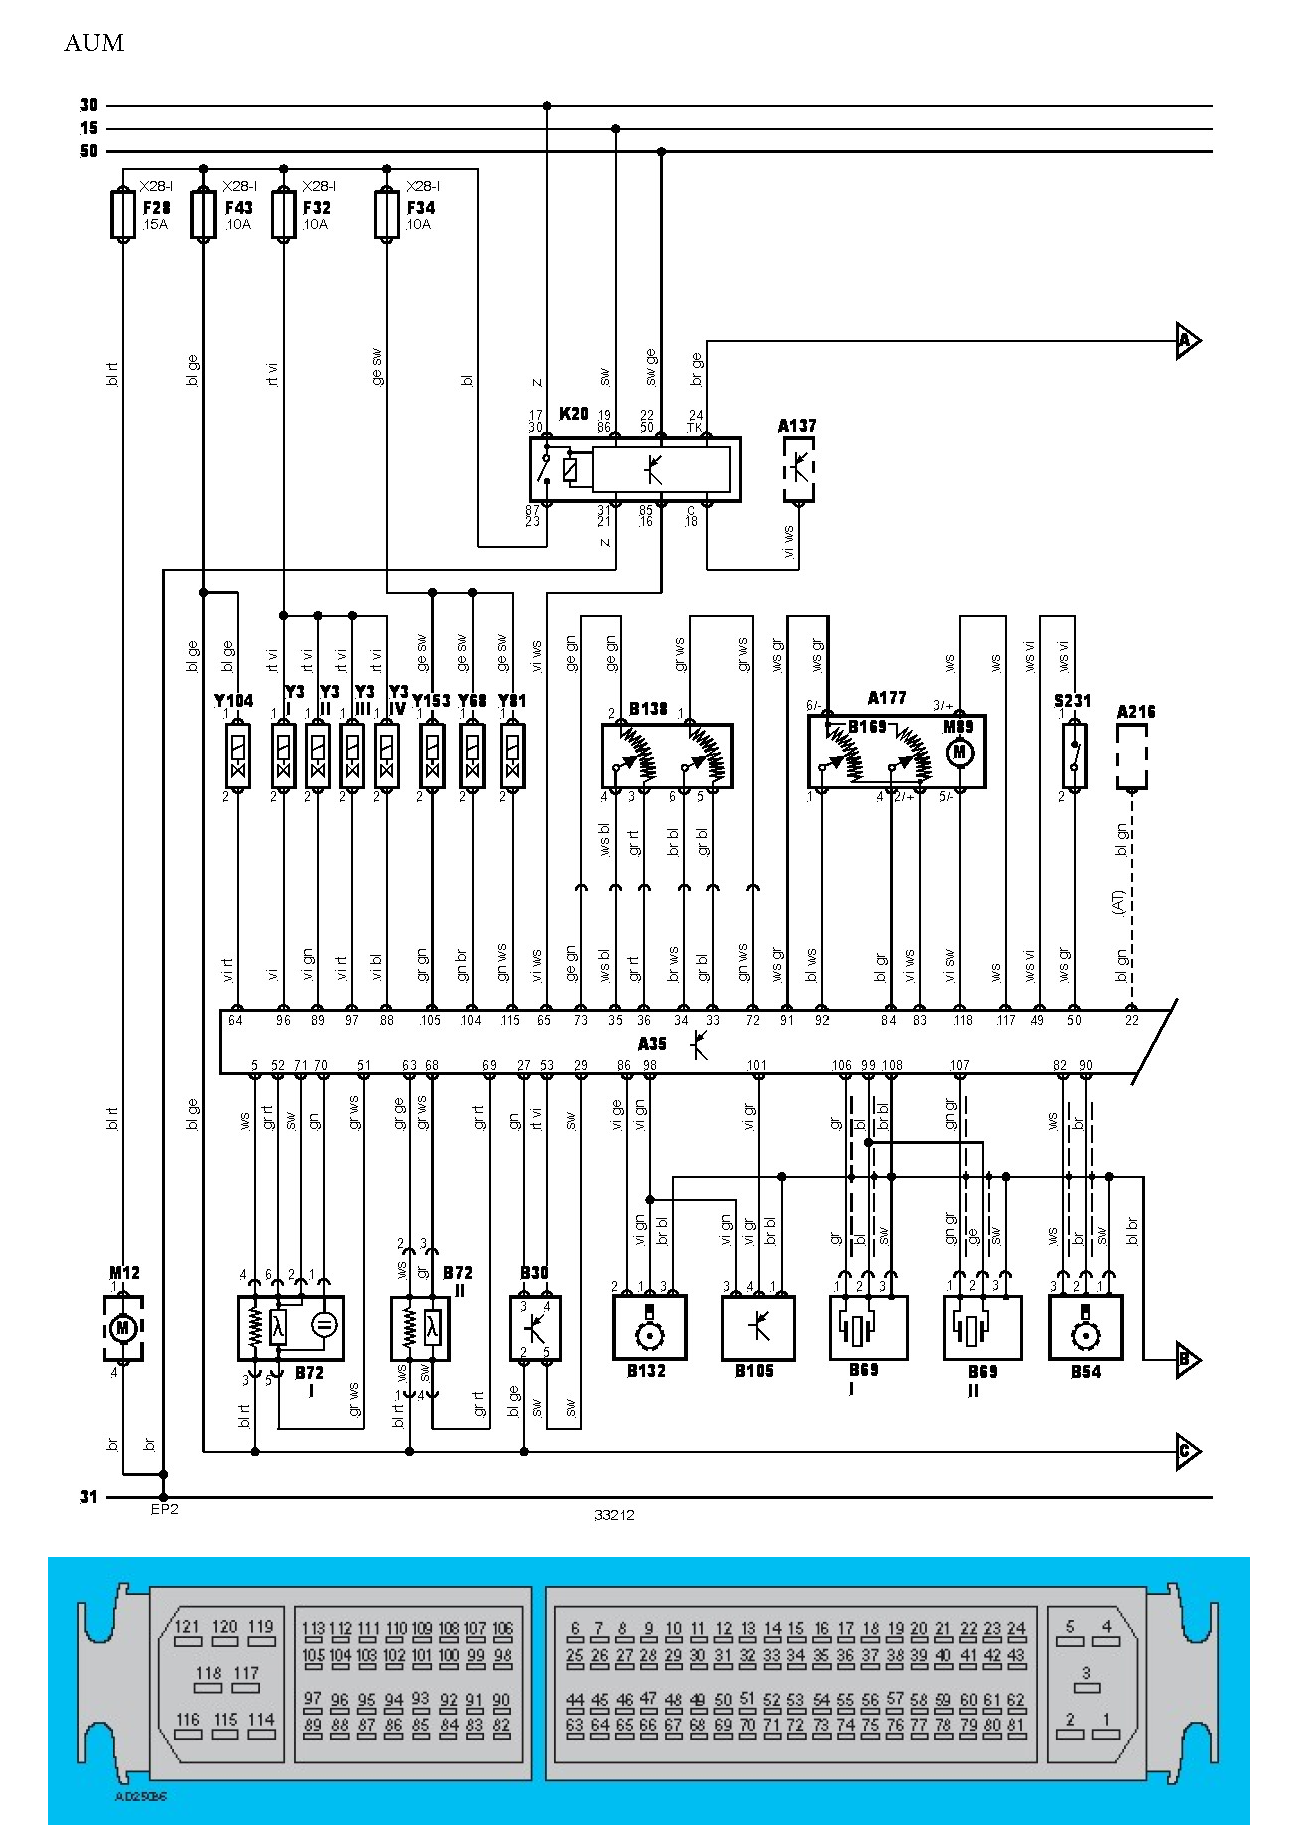 AUM
30
15
50
X28-I X28-I X28-I X28-I
F28 F43 F32 F34
15A 10A 10A 10A
bl rt bl ge rt vi ge sw bl z sw sw ge br ge A
17 K20 19 22 24
30 86 50 TK A137
87 31 85 C
23 21 16 18
z vi ws
bl ge bl ge rt vi rt vi rt vi ge sw ge sw ge sw vi ws ge gn ge gn gr ws gr ws ws gr ws gr ws ws ws vi ws vi
Y104 Y3 Y3 Y3 Y3 Y153 Y68 Y81 B138 A177 S231 A216
I II III IV
1 1 1 1 1 1 1 1 2 1 6/- 3/+ 1
B169 M89
M
2 2 2 2 2 2 2 2 4 3 6 5 1 4 2/+ 5/- 2
ws bl gr rt br bl gr bl bl gn
(AT)
vi rt vi vi gn vi rt vi bl gr gn gn br gn ws vi ws ge gn ws bl gr rt br ws gr bl gn ws ws gr bl ws bl gr vi ws vi sw ws ws vi ws gr bl gn
64 96 89 97 88 105 104 115 65 73 35 36 34 33 72 91 92 84 83 118 117 49 50 22
A35
5 52 71 70 51 63 68 69 27 53 29 86 98 101 106 99 108 107 82 90
bl rt bl ge ws gr rt sw gn gr ws gr ge gr ws gr rt gn rt vi sw vi ge vi gn vi gr gr bl br bl gn gr ws br
vi gn br bl vi gn vi gr br bl gr bl sw gn gr ge sw ws br sw bl br
2 3
ws gr
M12 B72 B30
II
1 4 6 2 1 3 4 2 1 3 3 4 1 1 2 3 1 2 3 3 2 1
M λ = λ
4 3 5 2 5
B72 B132 B105 B69 B69 B54 B
I I II
ws sw
1 4
bl rt gr ws bl rt gr rt bl ge sw sw
br br C
31
EP2 33212
121 120 119 113 112 111 110 109 108 107 106 6 7 8 9 10 11 12 13 14 15 16 17 18 19 20 21 22 23 24 5 4
105 104 103 102 101 100 99 98 25 26 27 28 29 30 31 32 33 34 35 36 37 38 39 40 41 42 43
118 117 3
97 96 95 94 93 92 91 90 44 45 46 47 48 49 50 51 52 53 54 55 56 57 58 59 60 61 62
116 115 114 89 88 87 86 85 84 83 82 63 64 65 66 67 68 69 70 71 72 73 74 75 76 77 78 79 80 81 2 1
AD25086